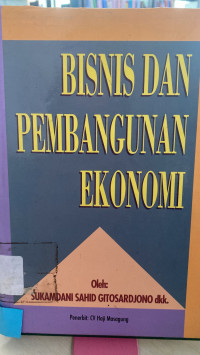 BISNIS DAN
PEMBANGUNAN
EKONOMI
Oleh:
SUKAMDANI SAHID GITOSARDJONO dkk.
Penerbit: CV Haji Masagung